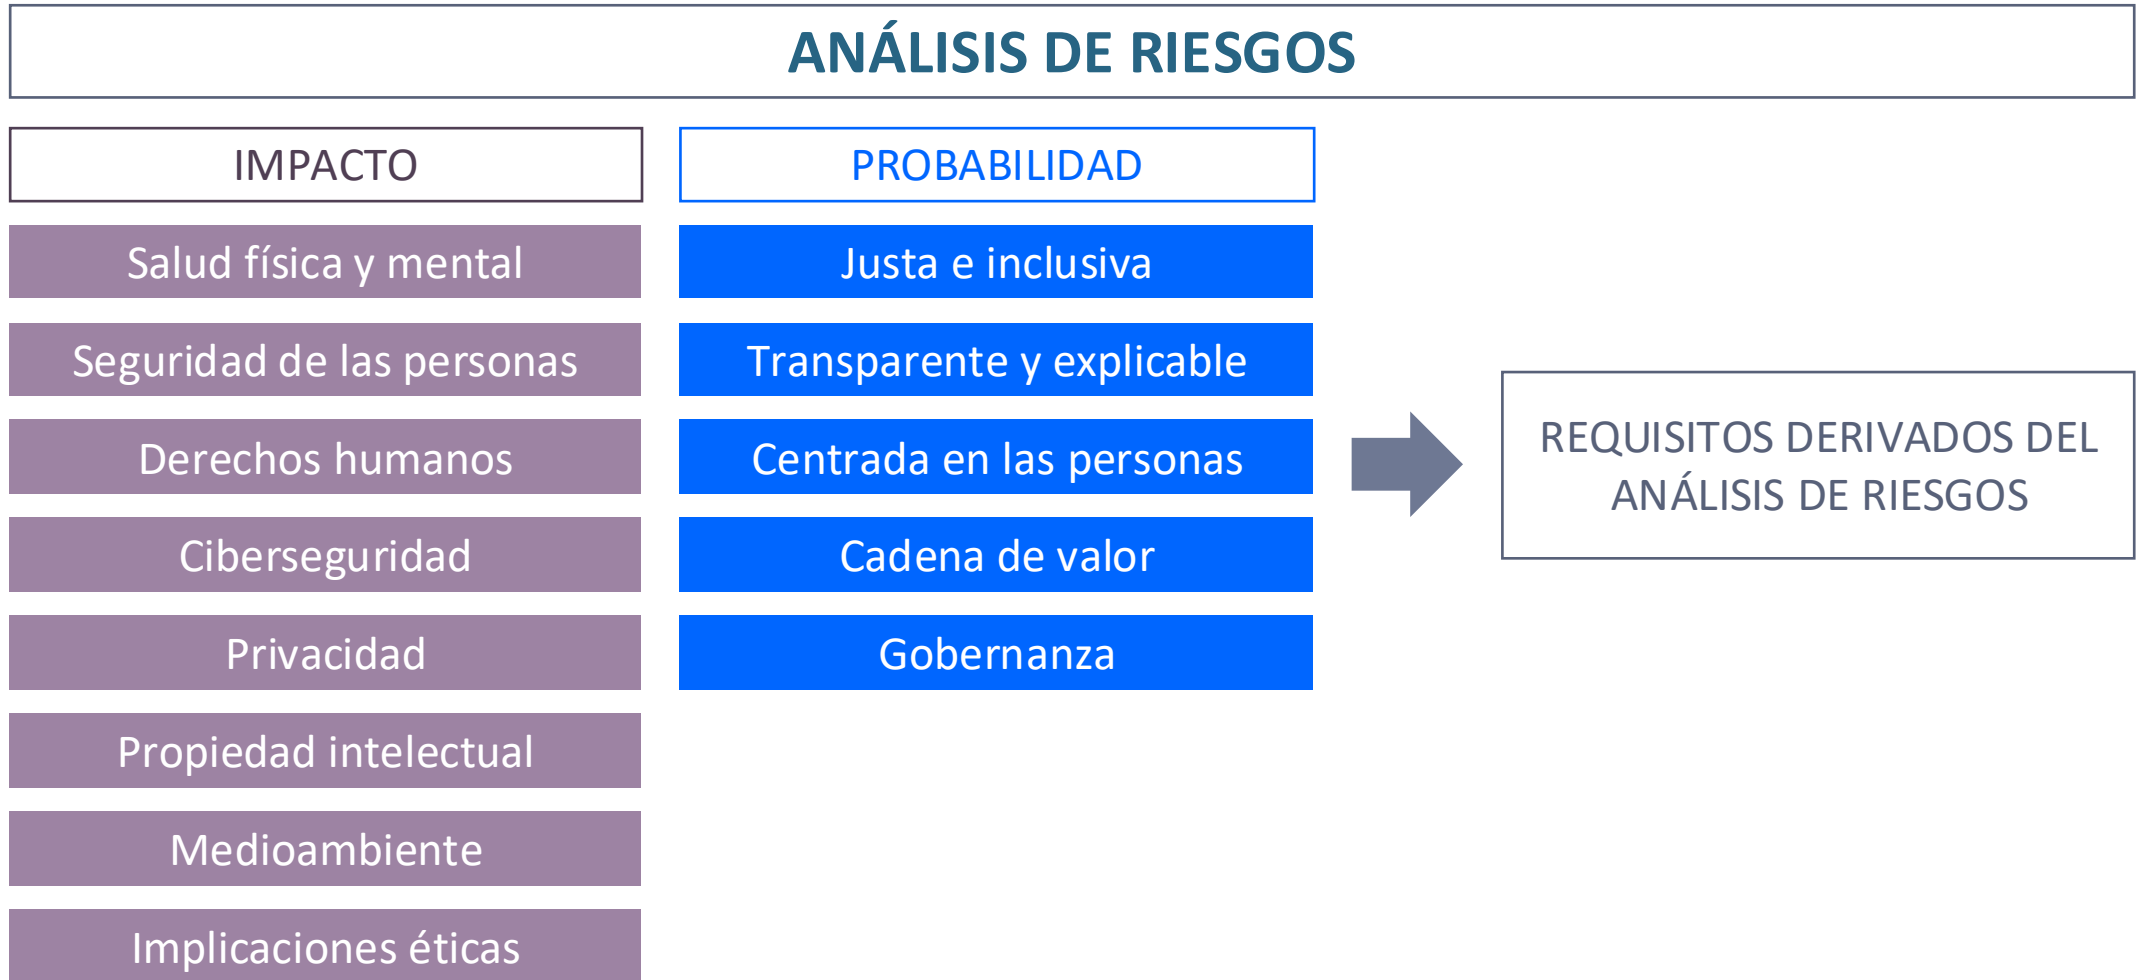 ANÁLISIS DE RIESGOS
IMPACTO
Salud física y mental
Seguridad de las personas
Derechos humanos
Ciberseguridad
Privacidad
Propiedad intelectual
Medioambiente
Implicaciones éticas
PROBABILIDAD
Justa e inclusiva
Transparente y explicable
Centrada en las personas
Cadena de valor
Gobernanza
REQUISITOS DERIVADOS DEL
ANÁLISIS DE RIESGOS